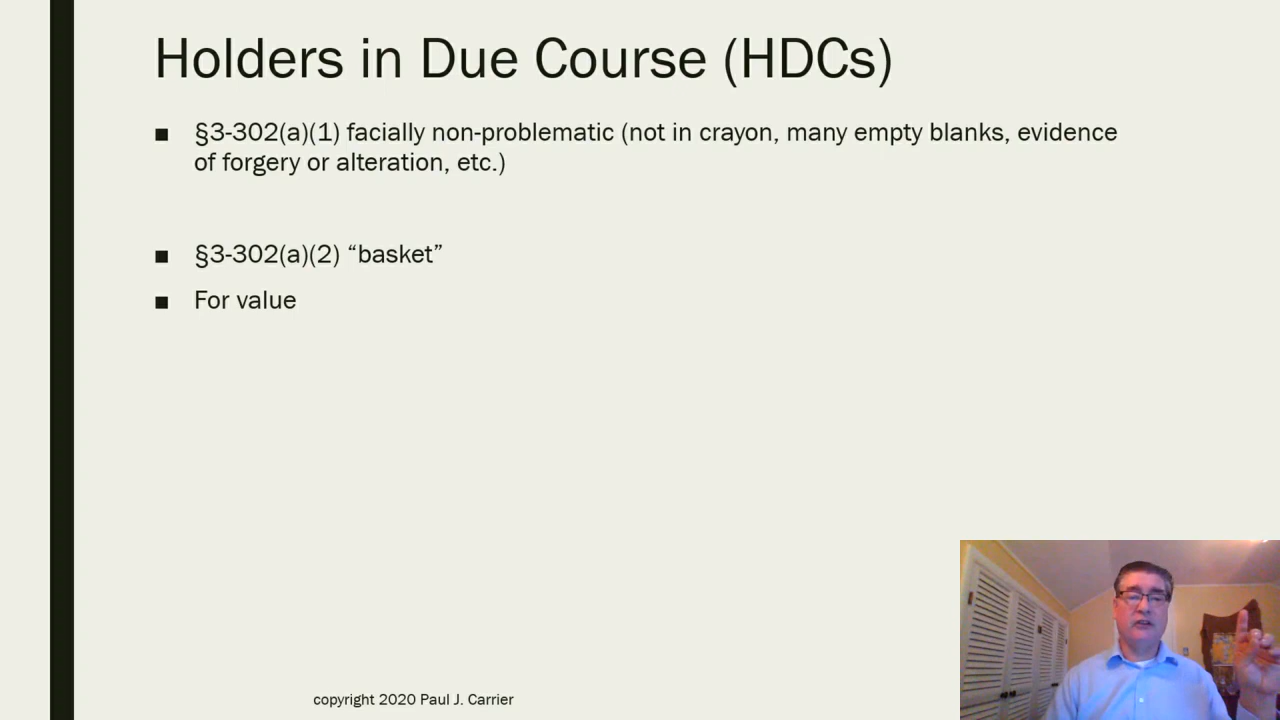 Holders in Due Course (HDCs)
■ §3-302(a)(1) facially non-problematic (not in crayon, many empty blanks, evidence
of forgery or alteration, etc.)
■ §3-302(a)(2) “basket”
■ For value
copyright 2020 Paul J. Carrier